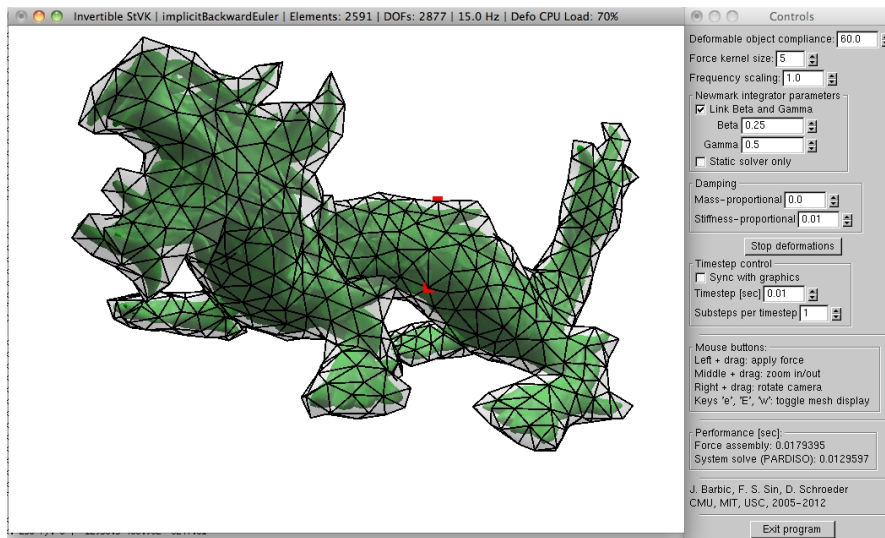 Invertible StVK | implicitBackwardEuler | Elements: 2591 | DOFs: 2877 | 15.0 Hz | Defo CPU Load: 70%
Controls
Deformable object compliance: 60.0
Force kernel size: 5
Frequency scaling: 1.0
Newmark integrator parameters
Link Beta and Gamma
Beta 0.25
Gamma 0.5
Static solver only
Damping
Mass-proportional 0.0
Stiffness-proportional 0.01
Stop deformations
Timestep control
Sync with graphics
Timestep [sec] 0.01
Substeps per timestep 1
Mouse buttons:
Left + drag: apply force
Middle + drag: zoom in/out
Right + drag: rotate camera
Keys 'e', 'E', 'w': toggle mesh display
Performance [sec]:
Force assembly: 0.0179395
System solve (PARDISO): 0.0129597
J. Barbic, F. S. Sin, D. Schroeder
CMU, MIT, USC, 2005-2012
Exit program